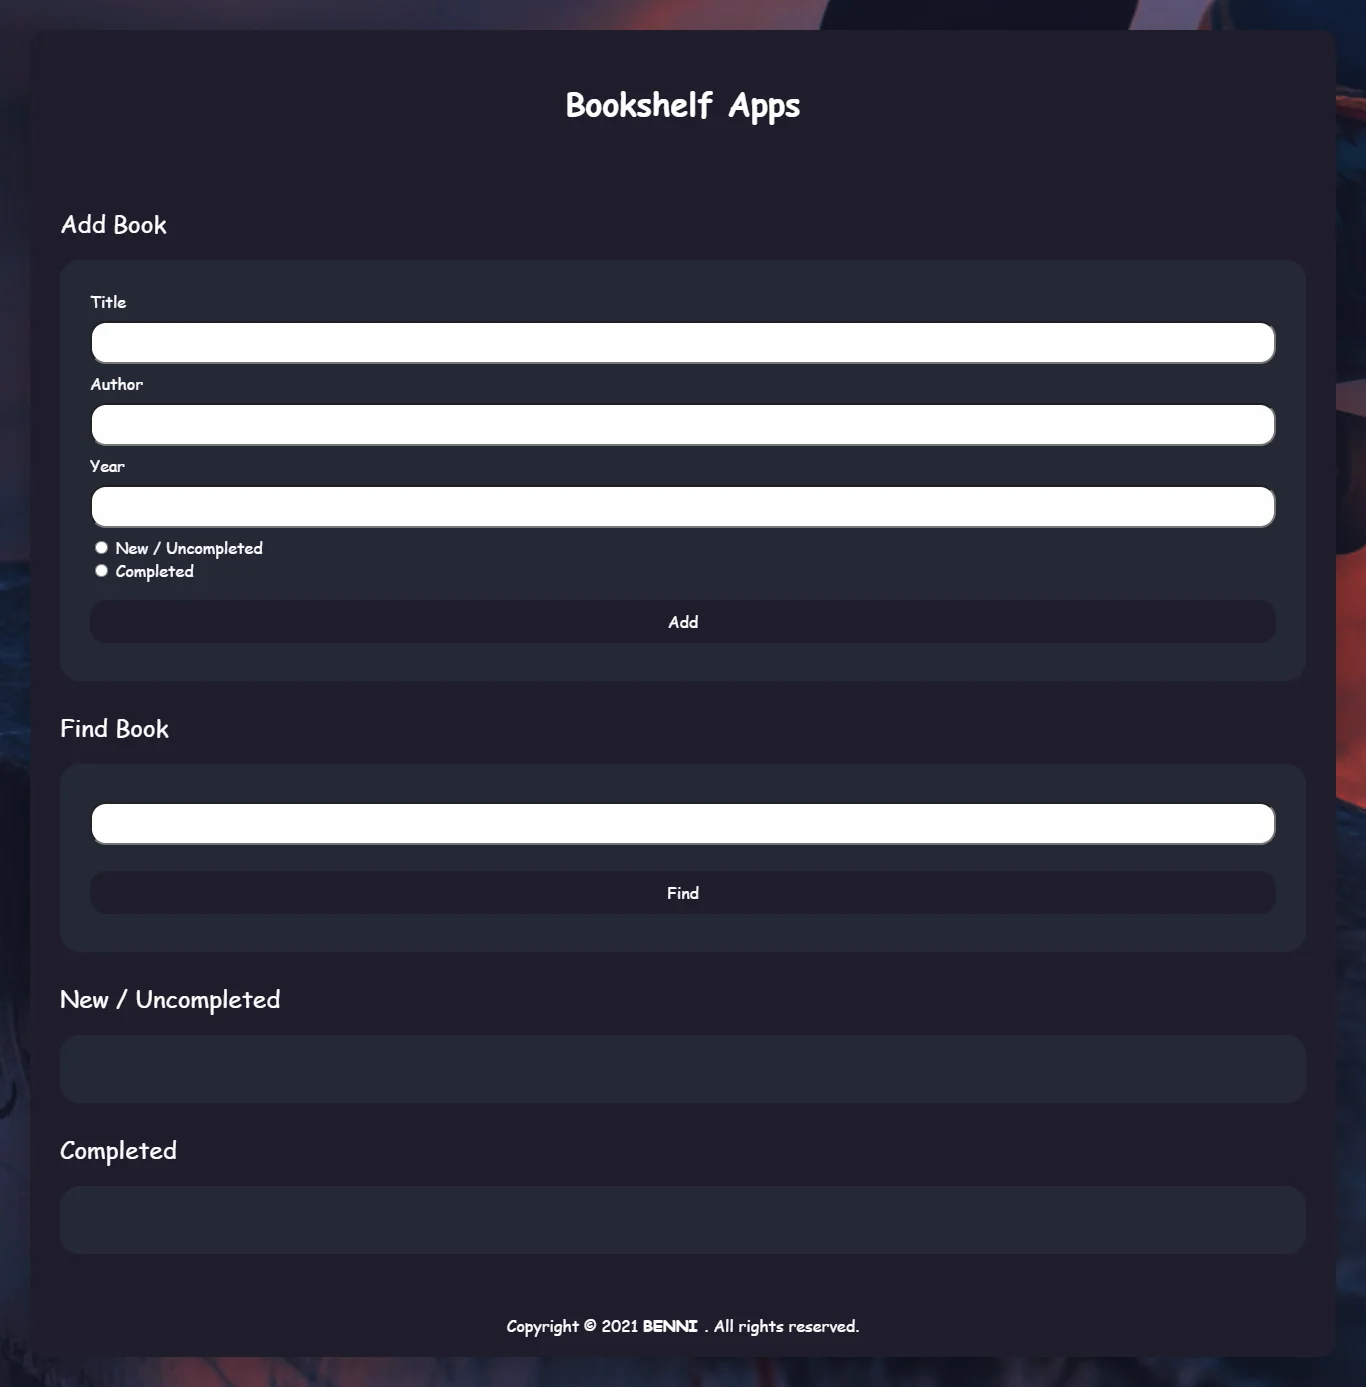 Bookshelf Apps
Add Book
Title
Author
Year
New / Uncompleted
Completed
Add
Find Book
Find
New / Uncompleted
Completed
Copyright © 2021 BENNI . All rights reserved.